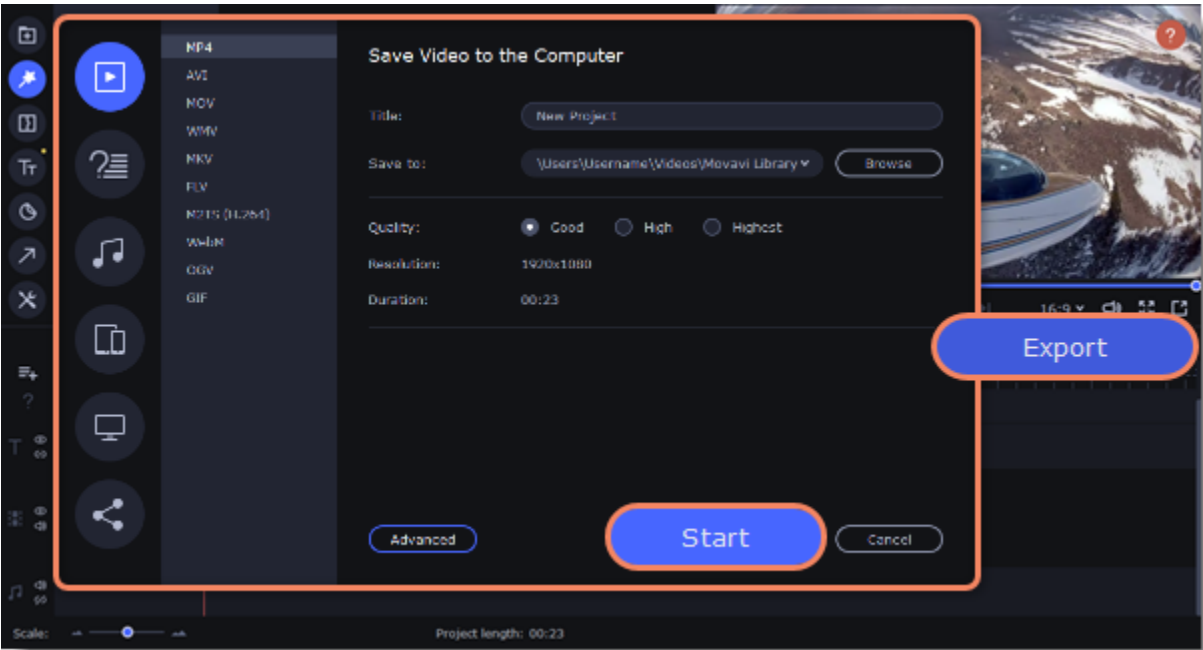 MP4
AVI
MOV
WMV
MKV
FLV
M2TS (H.264)
WebM
OGV
GIF
Save Video to the Computer
Title: New Project
Save to: \Users\Username\Videos\Movavi Library Browse
Quality: Good High Highest
Resolution: 1920x1080
Duration: 00:23
Advanced Start Cancel
?
16:9
Export
Scale:
Project length: 00:23